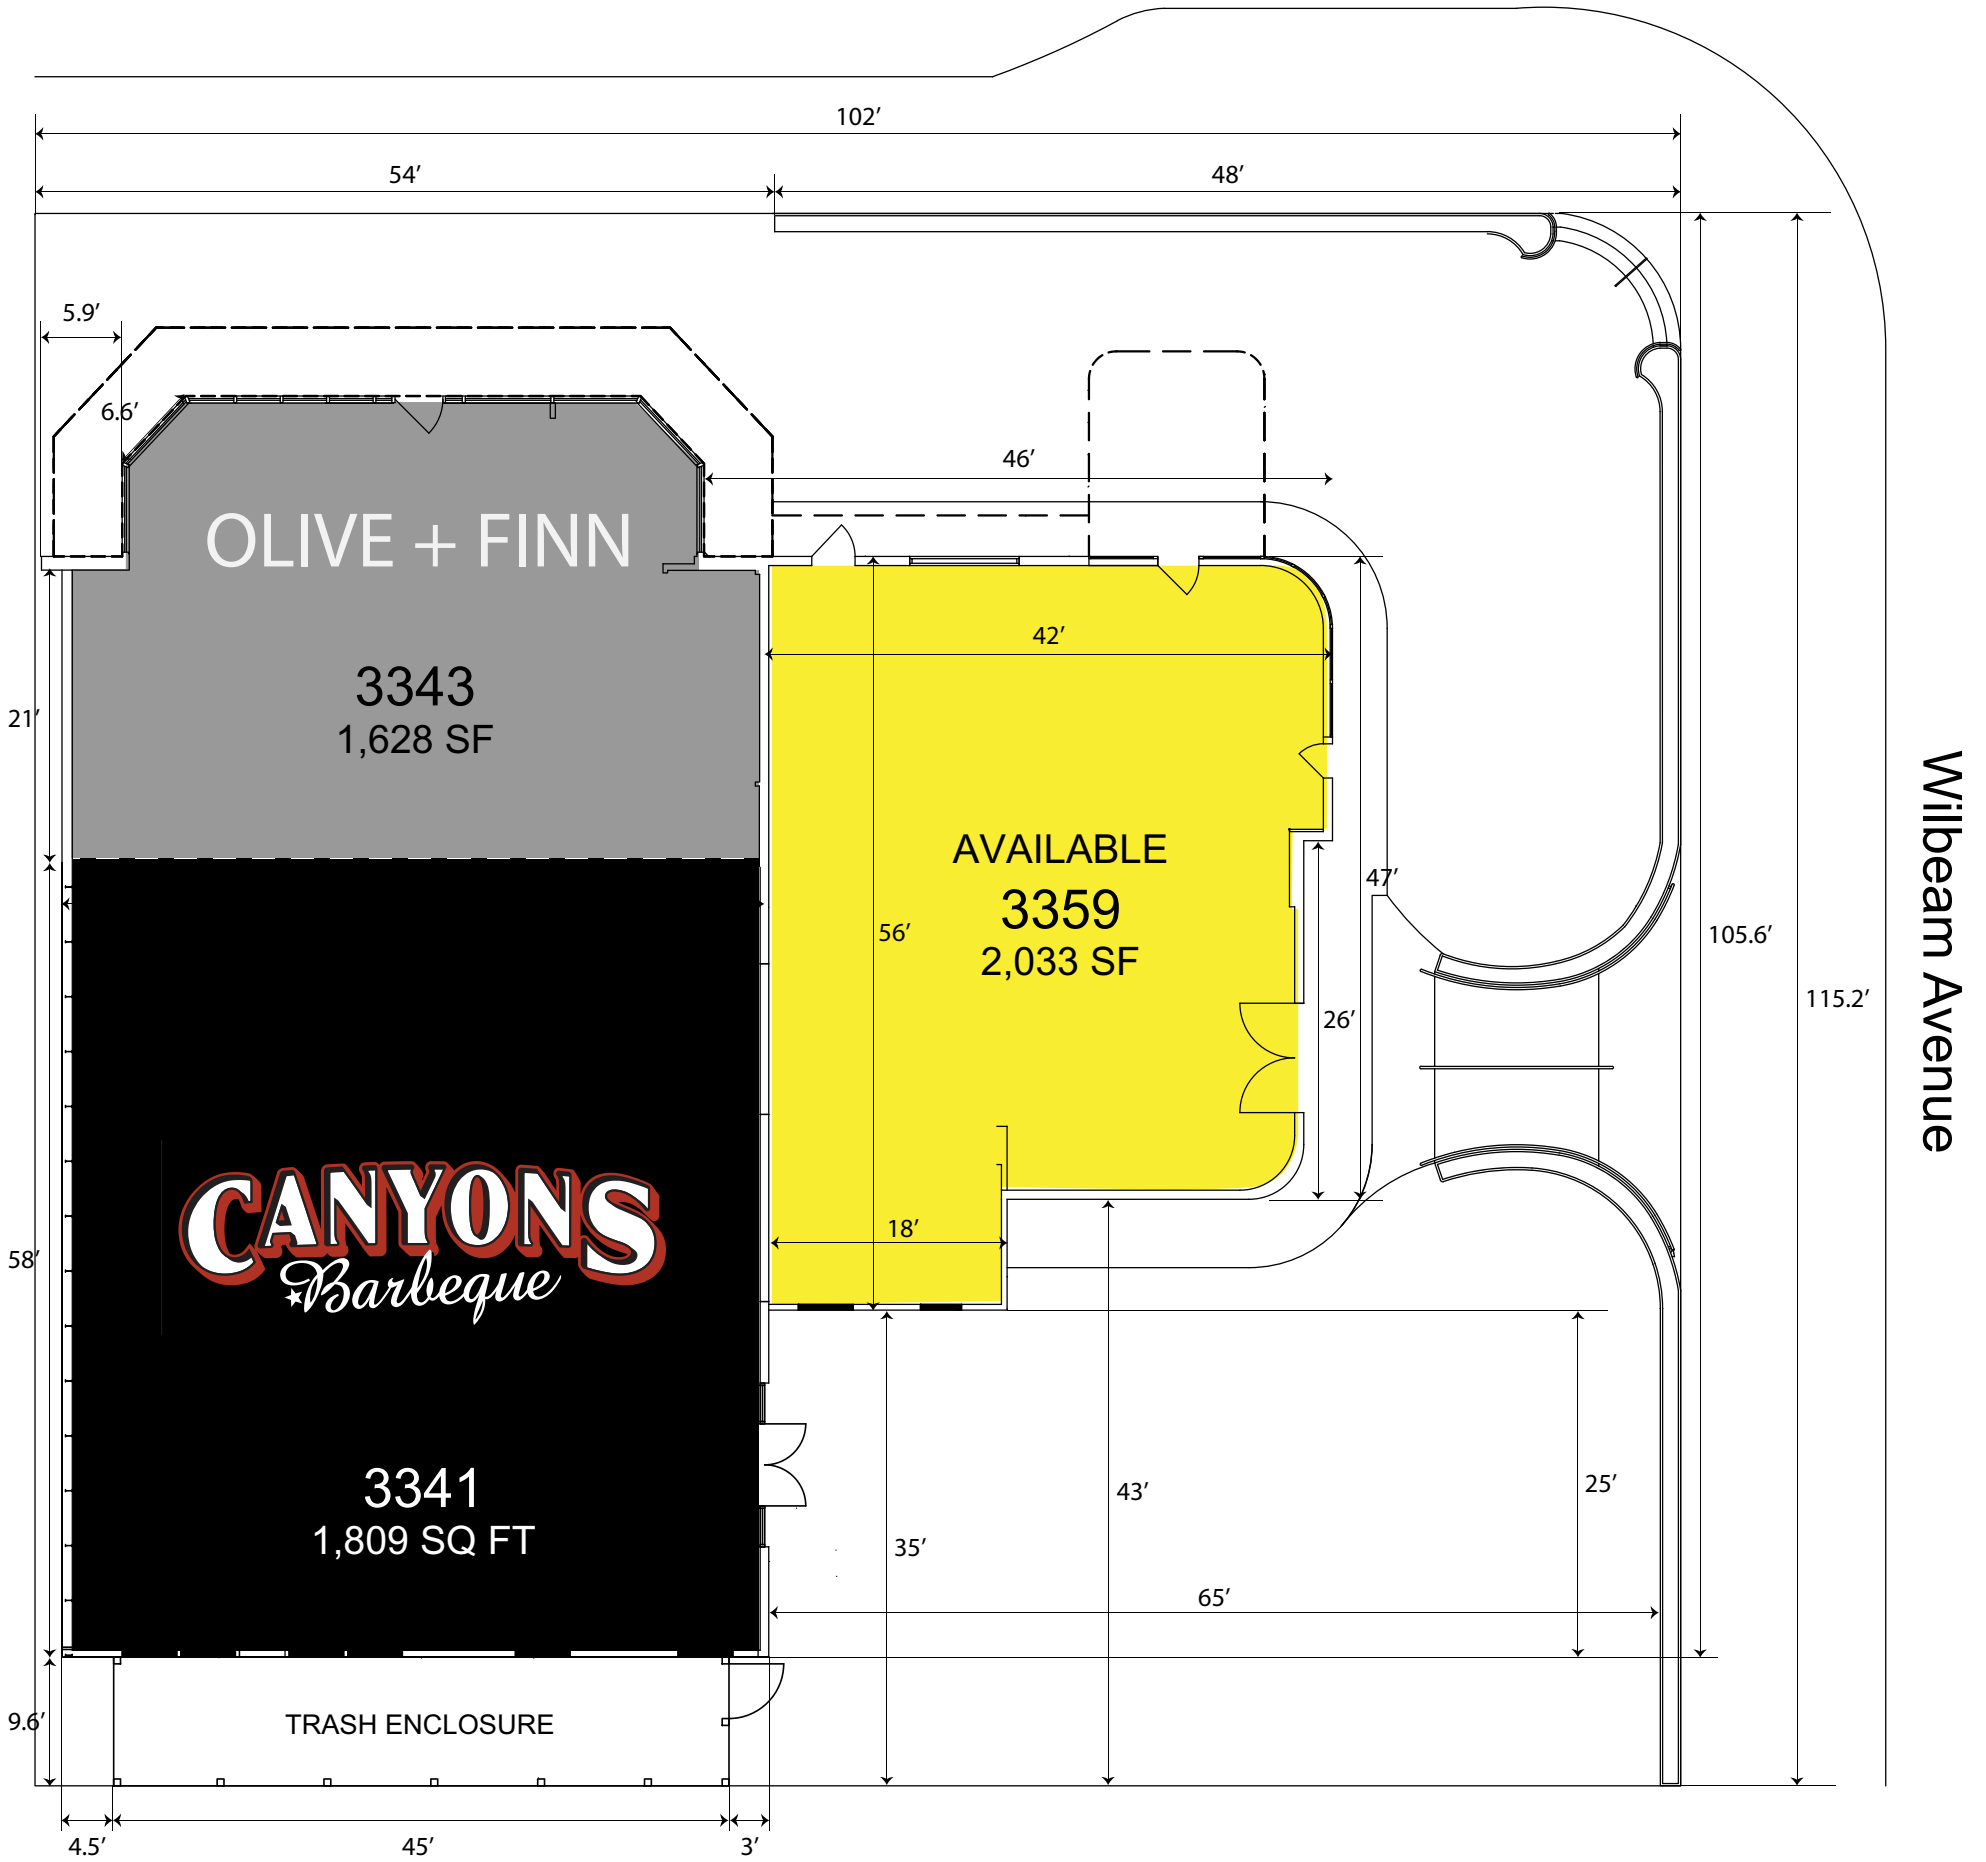 102′
54′
48′
5.9′
6.6′
46′
OLIVE + FINN
42′
3343
1,628 SF
21′
AVAILABLE
3359
2,033 SF
47′
56′
105.6′
115.2′
26′
Wilbeam Avenue
CANYONS
Barbeque
18′
58′
3341
1,809 SQ FT
43′
25′
35′
65′
9.6′
TRASH ENCLOSURE
4.5′
45′
3′